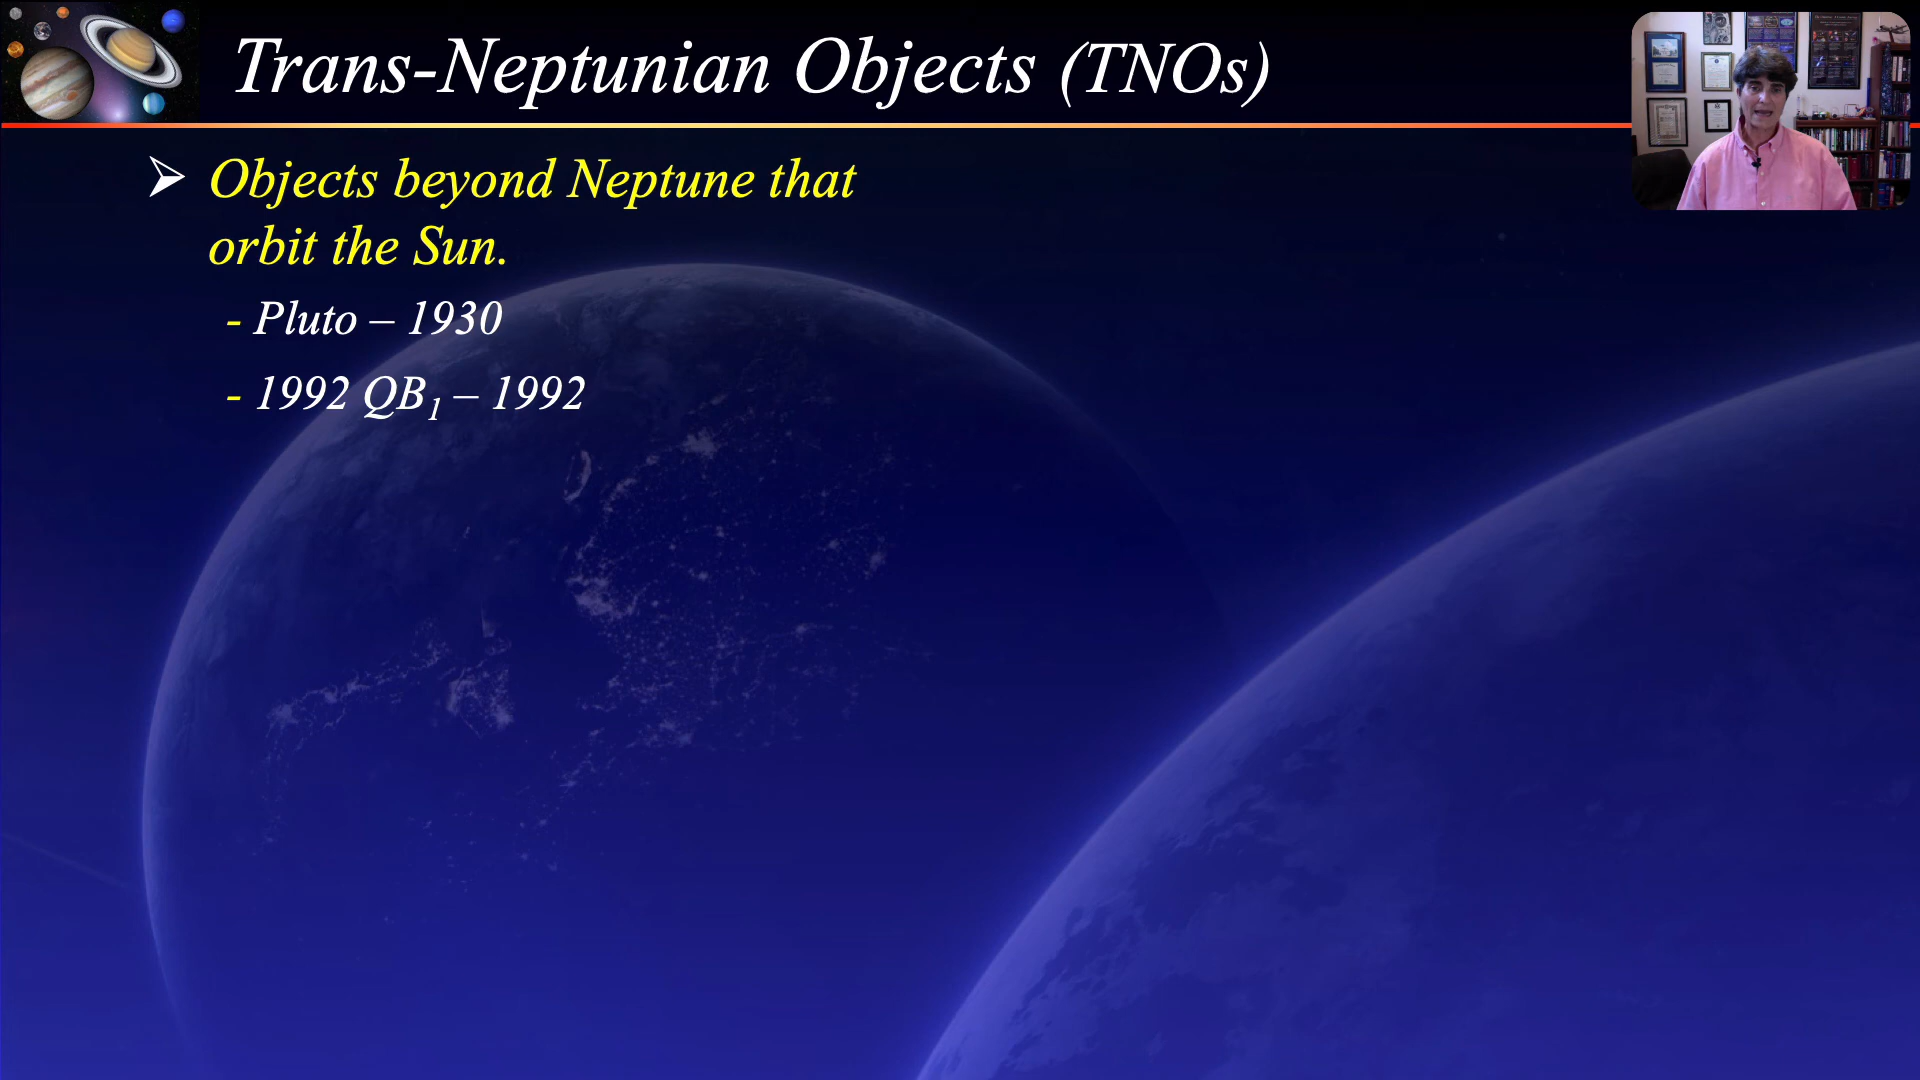 Trans-Neptunian Objects (TNOs)
➢ Objects beyond Neptune that
orbit the Sun.
- Pluto – 1930
- 1992 QB₁ – 1992